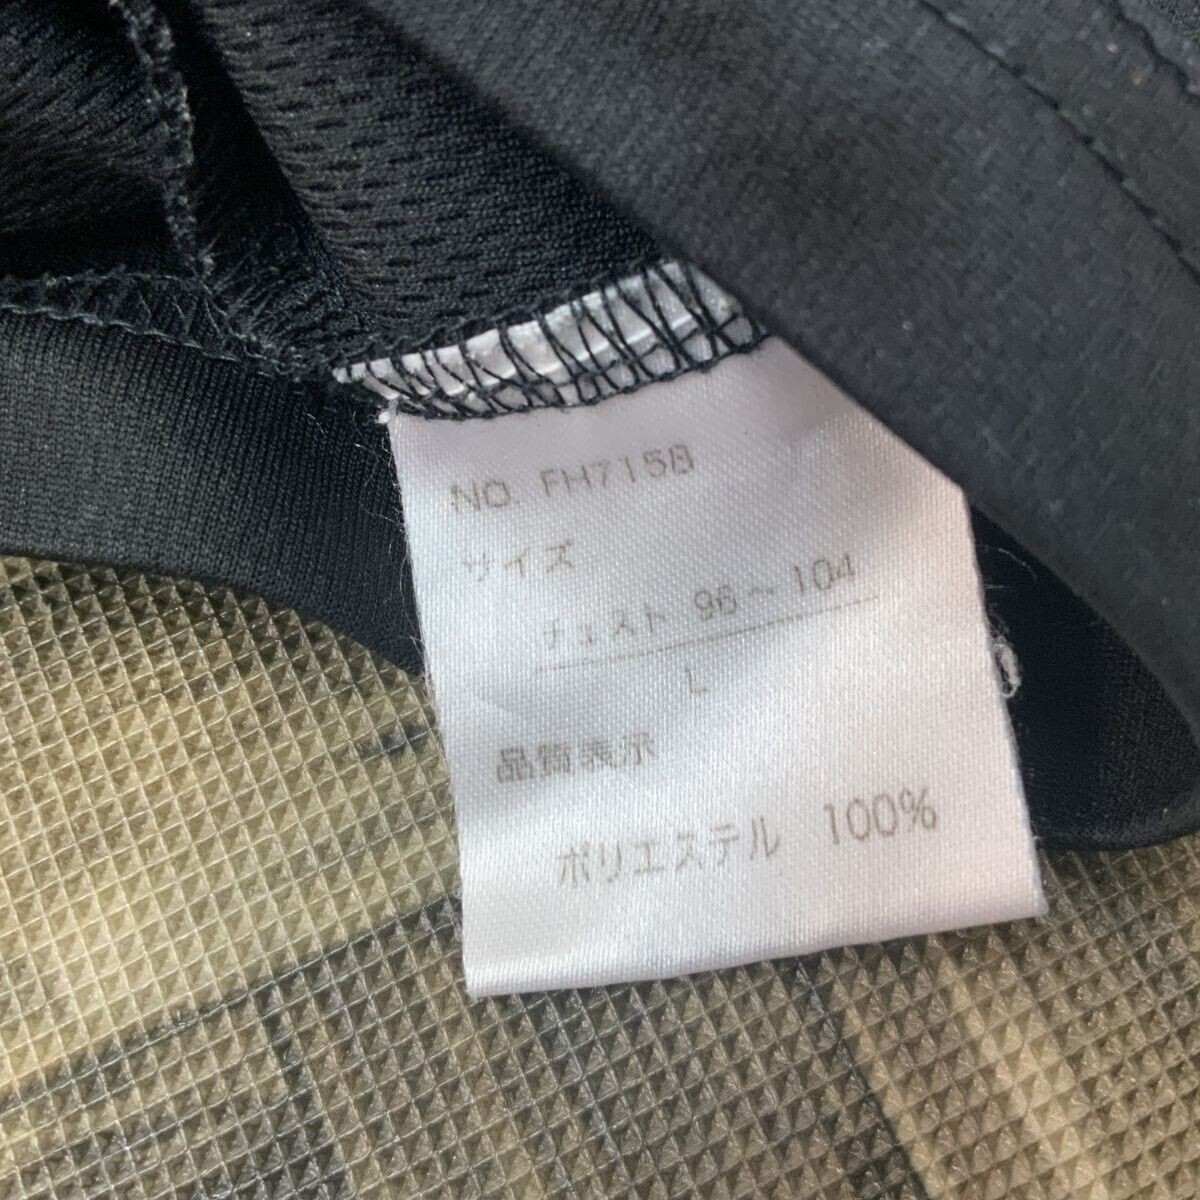 NO. FH715B
サイズ
チェスト 96〜104
L
品質表示
ポリエステル 100%